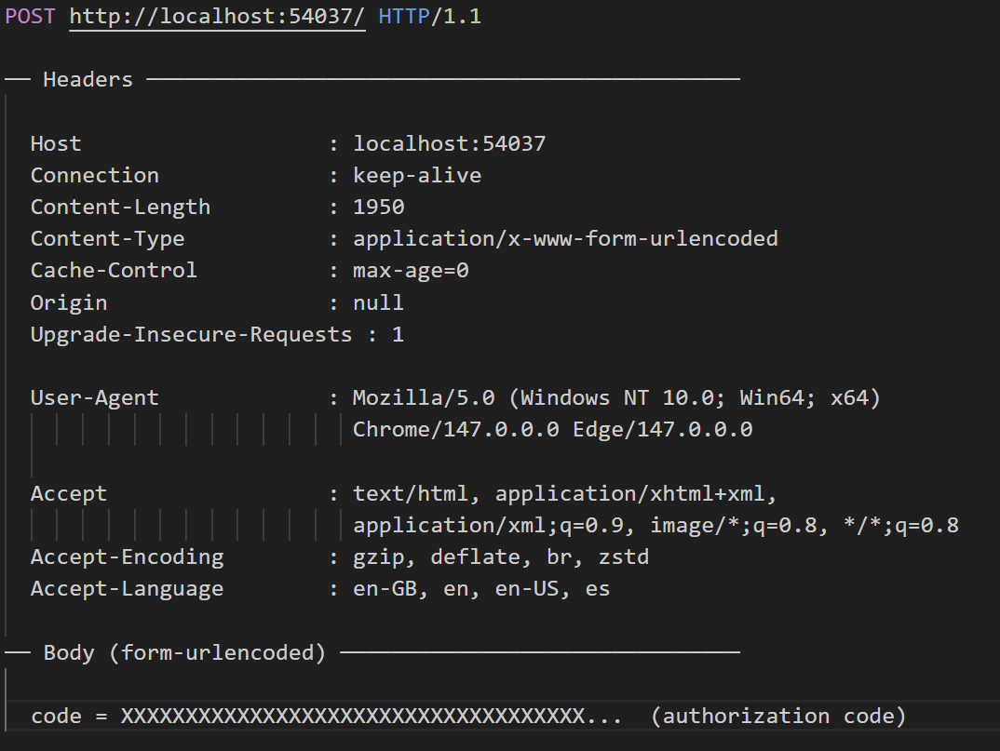 POST http://localhost:54037/ HTTP/1.1
Headers
Host : localhost:54037
Connection : keep-alive
Content-Length : 1950
Content-Type : application/x-www-form-urlencoded
Cache-Control : max-age=0
Origin : null
Upgrade-Insecure-Requests : 1
User-Agent : Mozilla/5.0 (Windows NT 10.0; Win64; x64)
Chrome/147.0.0.0 Edge/147.0.0.0
Accept : text/html, application/xhtml+xml,
application/xml;q=0.9, image/*;q=0.8, */*;q=0.8
Accept-Encoding : gzip, deflate, br, zstd
Accept-Language : en-GB, en, en-US, es
Body (form-urlencoded)
code = XXXXXXXXXXXXXXXXXXXXXXXXXXXXXXXXXXXX... (authorization code)